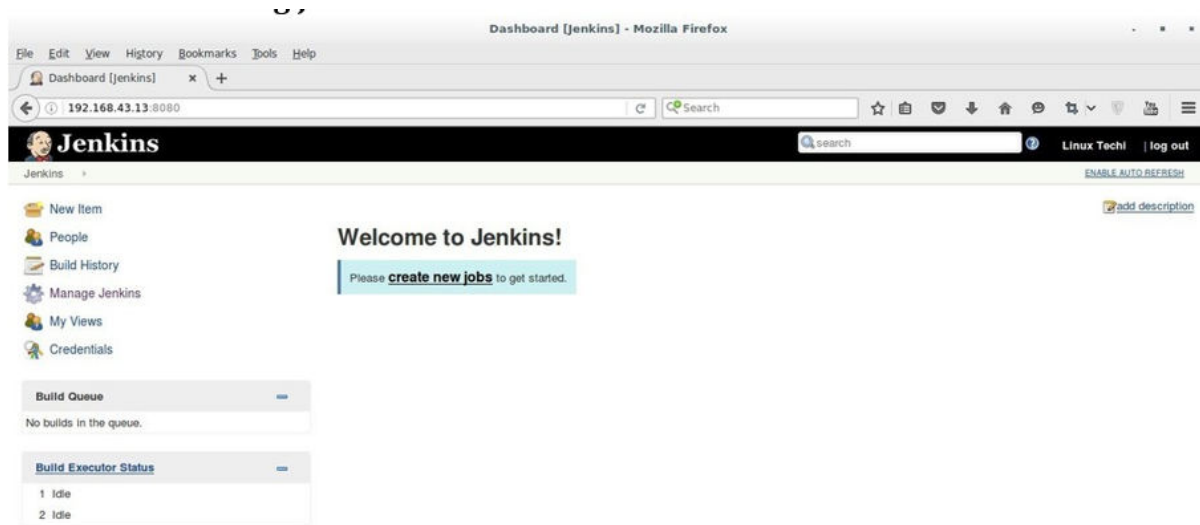 Dashboard [Jenkins] - Mozilla Firefox
File Edit View History Bookmarks Tools Help
Dashboard [Jenkins] × +
192.168.43.13:8080 Search
Jenkins search Linux Techi | log out
Jenkins ENABLE AUTO REFRESH
add description
New Item
People
Build History
Manage Jenkins
My Views
Credentials
Welcome to Jenkins!
Please create new jobs to get started.
Build Queue
No builds in the queue.
Build Executor Status
1 Idle
2 Idle